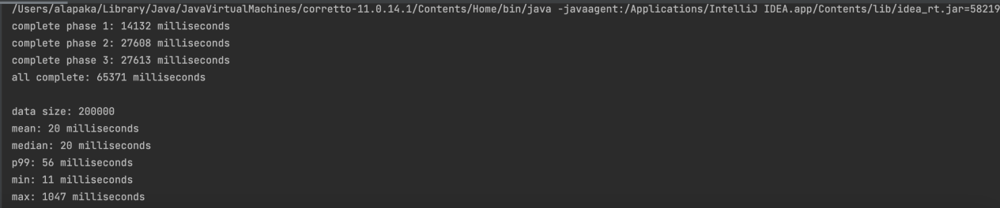 /Users/alapaka/Library/Java/JavaVirtualMachines/corretto-11.0.14.1/Contents/Home/bin/java -javaagent:/Applications/IntelliJ IDEA.app/Contents/lib/idea_rt.jar=58219
complete phase 1: 14132 milliseconds
complete phase 2: 27608 milliseconds
complete phase 3: 27613 milliseconds
all complete: 65371 milliseconds
data size: 200000
mean: 20 milliseconds
median: 20 milliseconds
p99: 56 milliseconds
min: 11 milliseconds
max: 1047 milliseconds